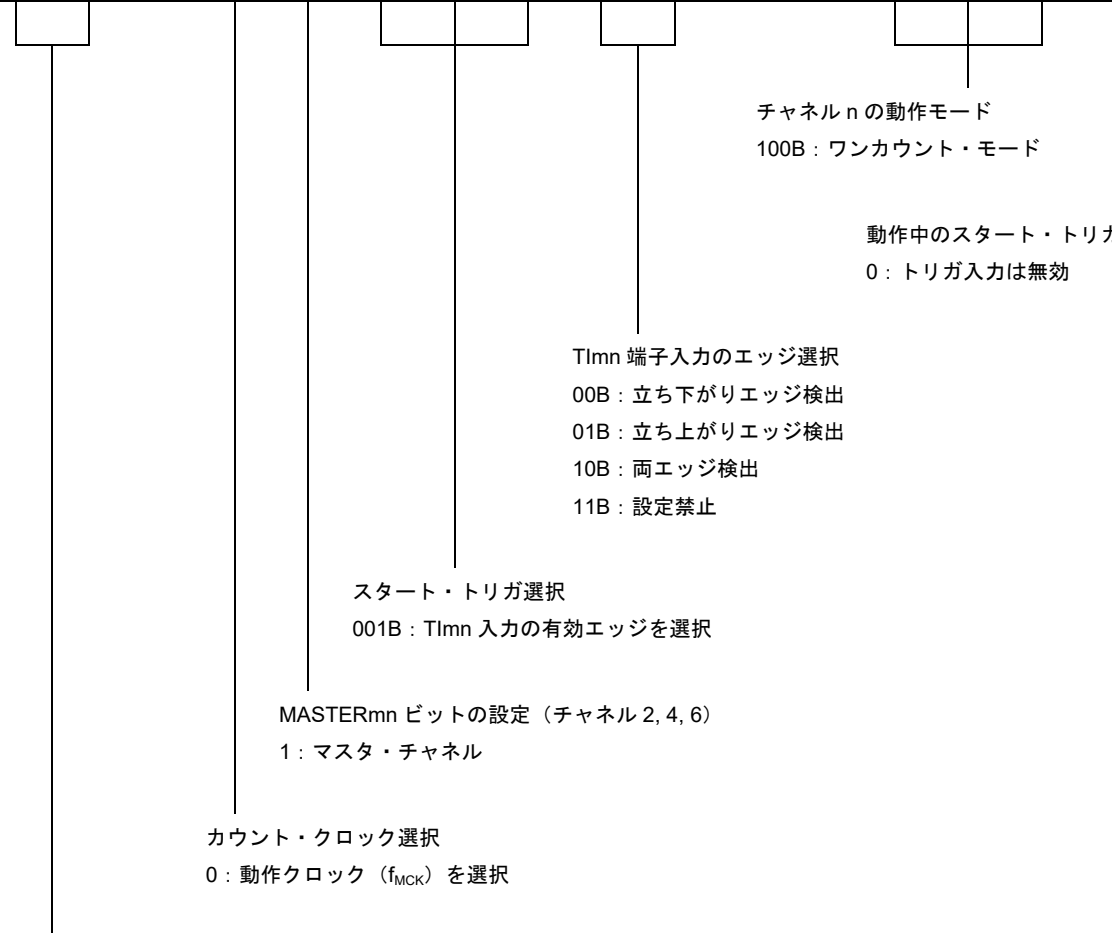 チャネル n の動作モード
100B：ワンカウント・モード
動作中のスタート・トリガ
0：トリガ入力は無効
TImn 端子入力のエッジ選択
00B：立ち下がりエッジ検出
01B：立ち上がりエッジ検出
10B：両エッジ検出
11B：設定禁止
スタート・トリガ選択
001B：TImn 入力の有効エッジを選択
MASTERmn ビットの設定（チャネル 2, 4, 6）
1：マスタ・チャネル
カウント・クロック選択
0：動作クロック（fMCK）を選択